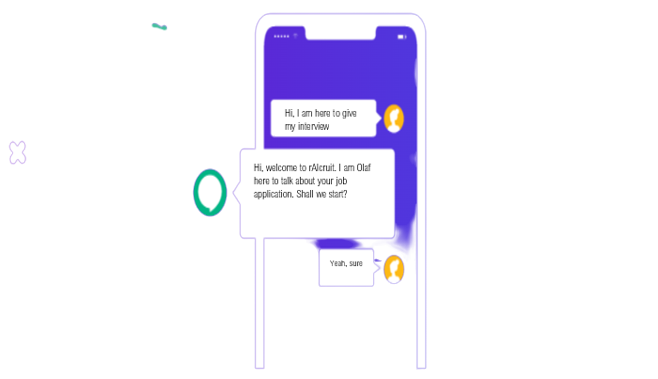 Hi, I am here to give
my interview
Hi, welcome to rAIcruit. I am Olaf
here to talk about your job
application. Shall we start?
Yeah, sure